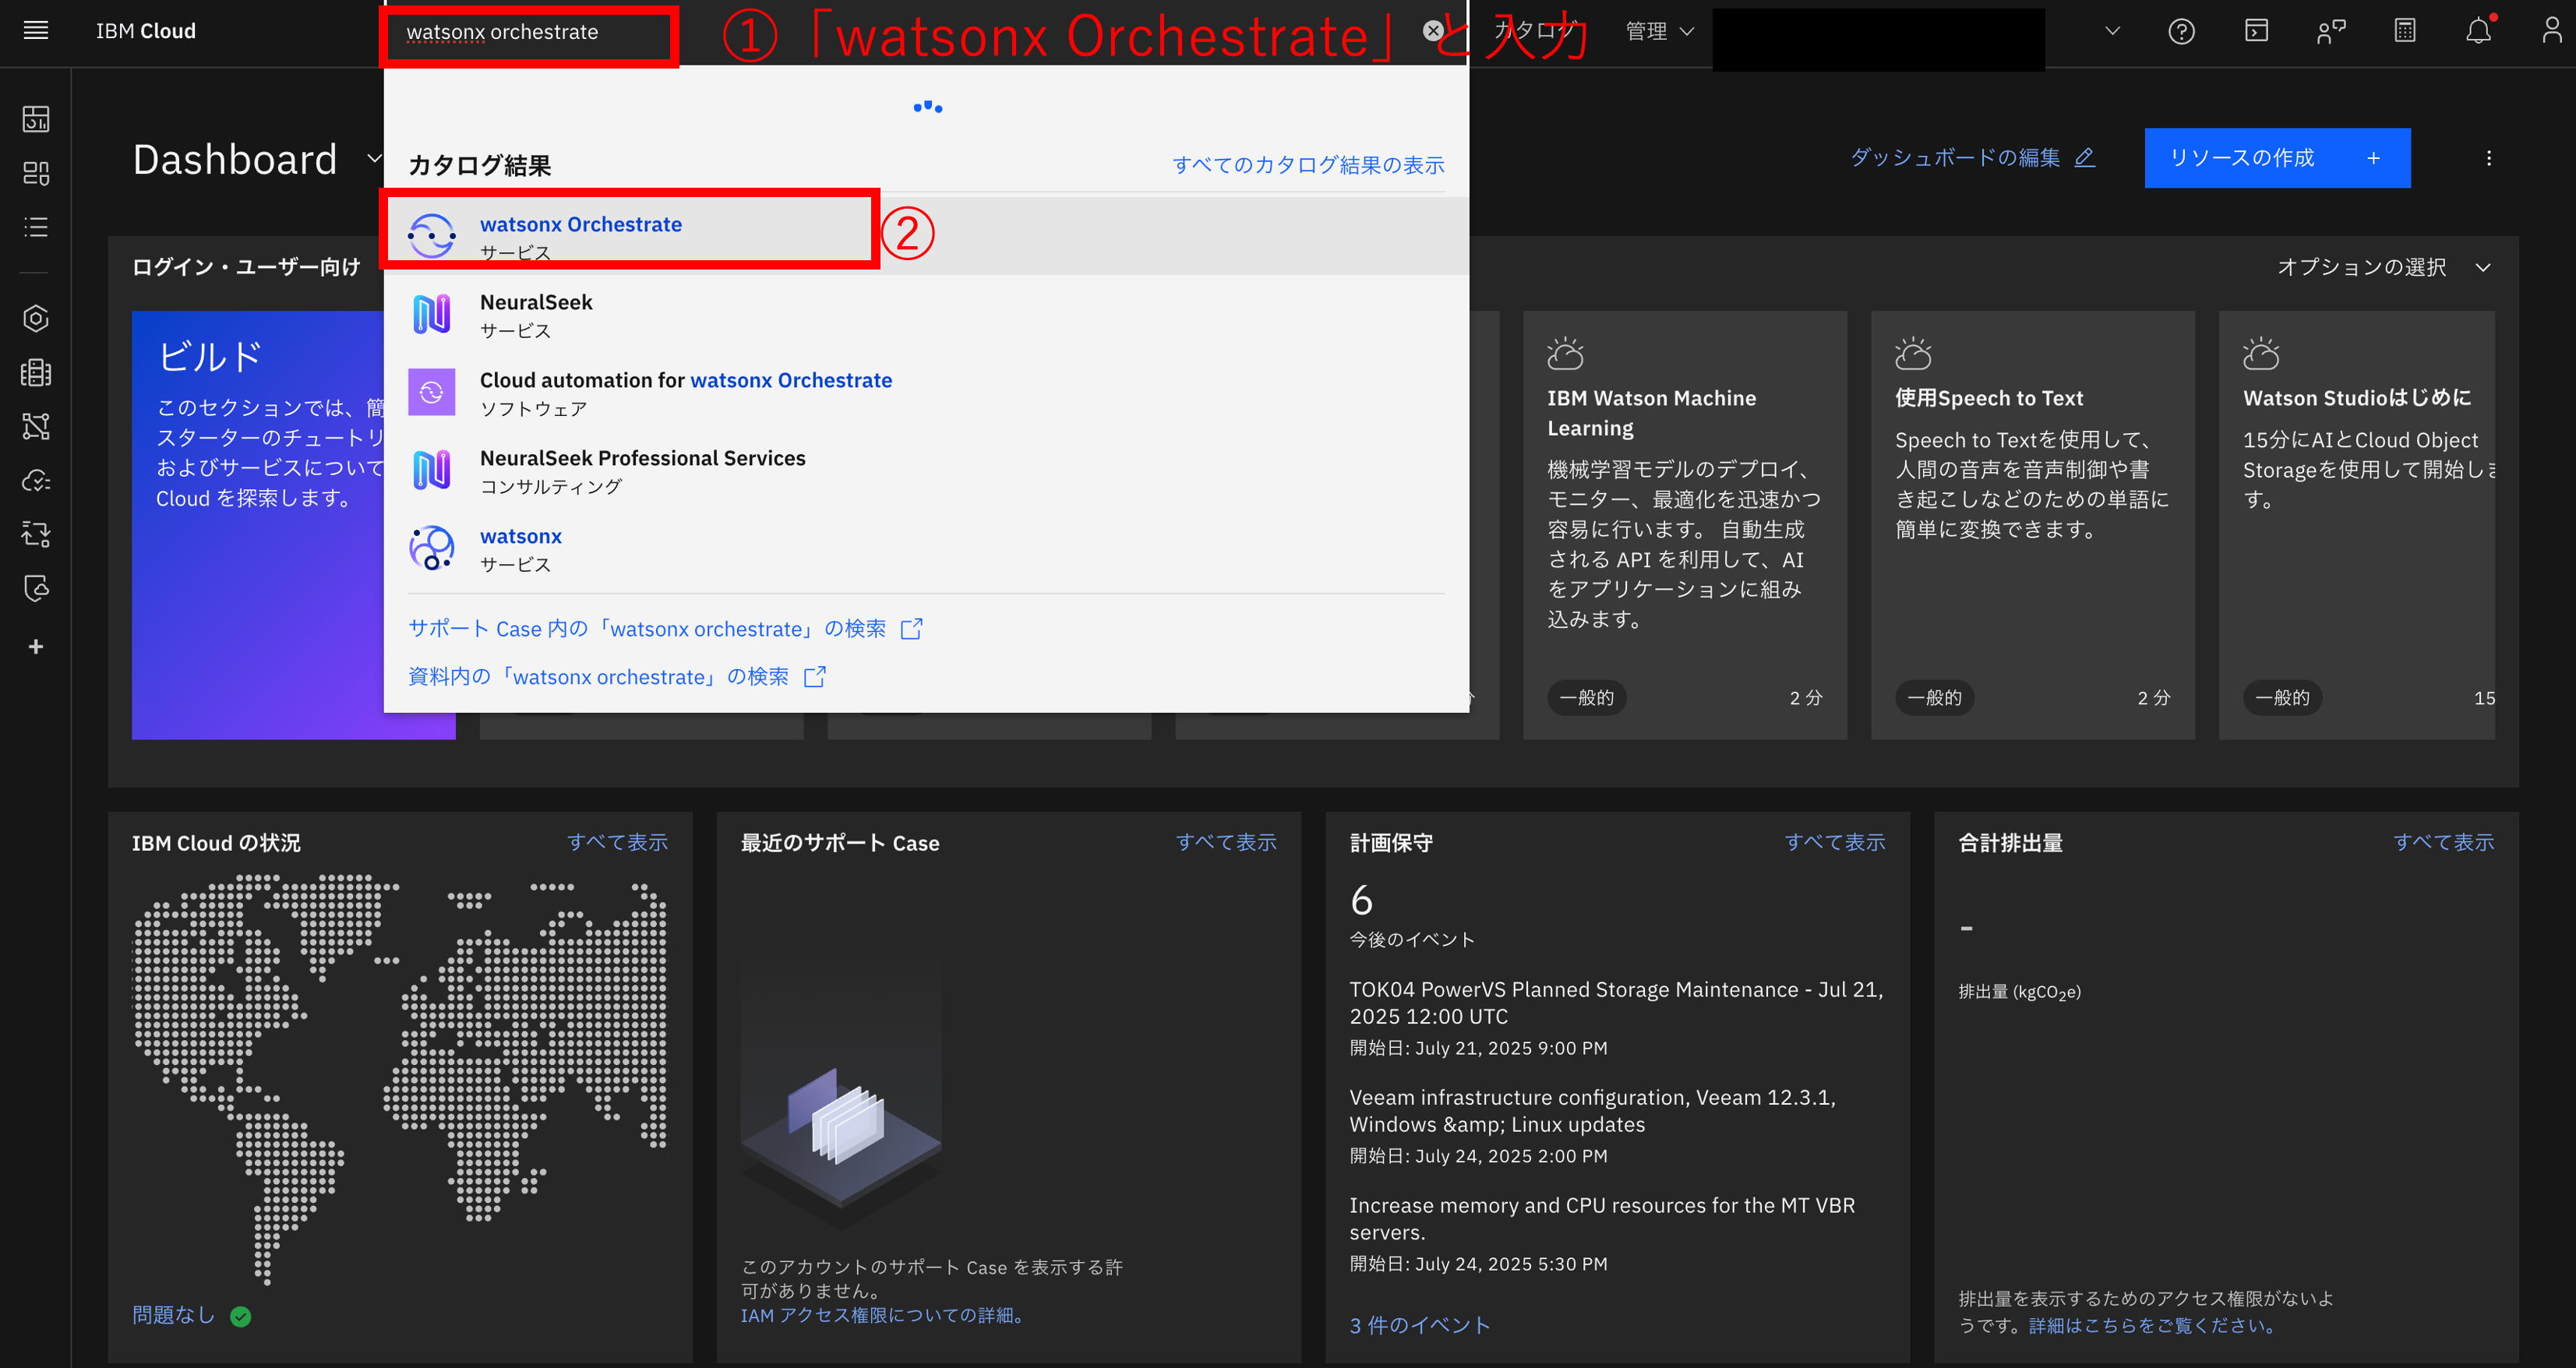 IBM Cloud
watsonx orchestrate
①「watsonx Orchestrate」と入力
カタログ
管理
Dashboard
カタログ結果
すべてのカタログ結果の表示
ダッシュボードの編集
リソースの作成 +
watsonx Orchestrate
サービス
②
NeuralSeek
サービス
Cloud automation for watsonx Orchestrate
ソフトウェア
NeuralSeek Professional Services
コンサルティング
watsonx
サービス
サポート Case 内の「watsonx orchestrate」の検索
資料内の「watsonx orchestrate」の検索
ログイン・ユーザー向け
オプションの選択
ビルド
このセクションでは、簡
スターターのチュートリ
およびサービスについて
Cloud を探索します。
IBM Watson Machine
Learning
機械学習モデルのデプロイ、
モニター、最適化を迅速かつ
容易に行います。 自動生成
される API を利用して、AI
をアプリケーションに組み
込みます。
一般的
2 分
使用Speech to Text
Speech to Textを使用して、
人間の音声を音声制御や書
き起こしなどのための単語に
簡単に変換できます。
一般的
2 分
Watson Studioはじめに
15分にAIとCloud Object
Storageを使用して開始しま
す。
一般的
15
IBM Cloud の状況
すべて表示
問題なし
最近のサポート Case
すべて表示
このアカウントのサポート Case を表示する許
可がありません。
IAM アクセス権限についての詳細。
計画保守
すべて表示
6
今後のイベント
TOK04 PowerVS Planned Storage Maintenance - Jul 21,
2025 12:00 UTC
開始日: July 21, 2025 9:00 PM
Veeam infrastructure configuration, Veeam 12.3.1,
Windows &amp; Linux updates
開始日: July 24, 2025 2:00 PM
Increase memory and CPU resources for the MT VBR
servers.
開始日: July 24, 2025 5:30 PM
3 件のイベント
合計排出量
すべて表示
-
排出量 (kgCO₂e)
排出量を表示するためのアクセス権限がないよ
うです。詳細はこちらをご覧ください。